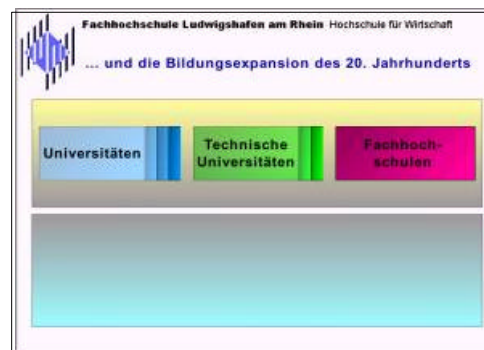 Fachhochschule Ludwigshafen am Rhein Hochschule für Wirtschaft
... und die Bildungsexpansion des 20. Jahrhunderts
Universitäten
Technische
Universitäten
Fachhoch-
schulen